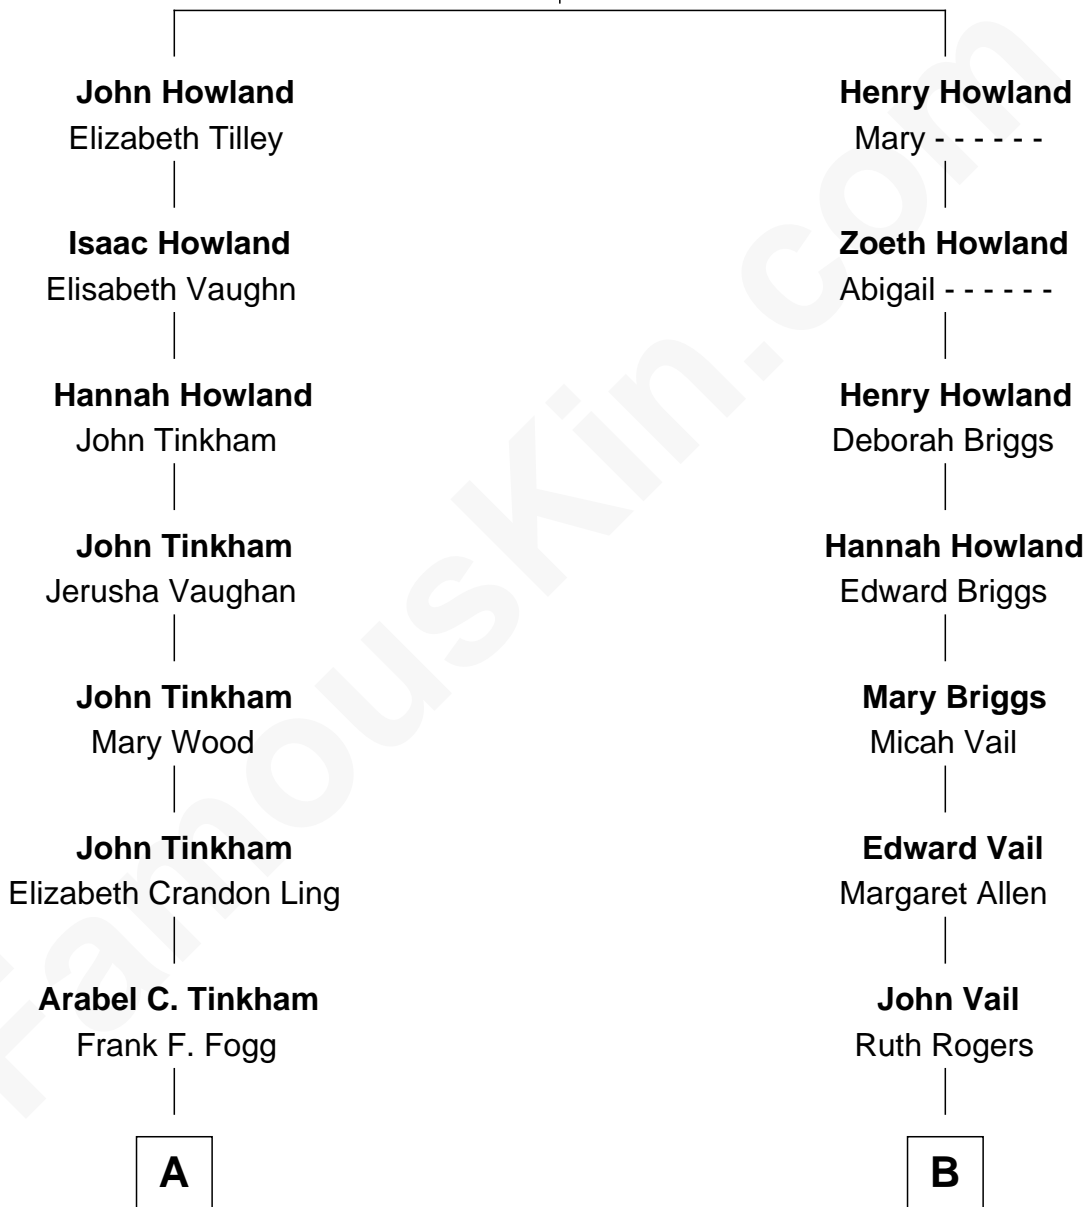 John Howland
Elizabeth Tilley
Isaac Howland
Elisabeth Vaughn
Hannah Howland
John Tinkham
John Tinkham
Jerusha Vaughan
John Tinkham
Mary Wood
John Tinkham
Elizabeth Crandon Ling
Arabel C. Tinkham
Frank F. Fogg
A
Henry Howland
Mary - - - - - -
Zoeth Howland
Abigail - - - - - -
Henry Howland
Deborah Briggs
Hannah Howland
Edward Briggs
Mary Briggs
Micah Vail
Edward Vail
Margaret Allen
John Vail
Ruth Rogers
B
FamousKin.com